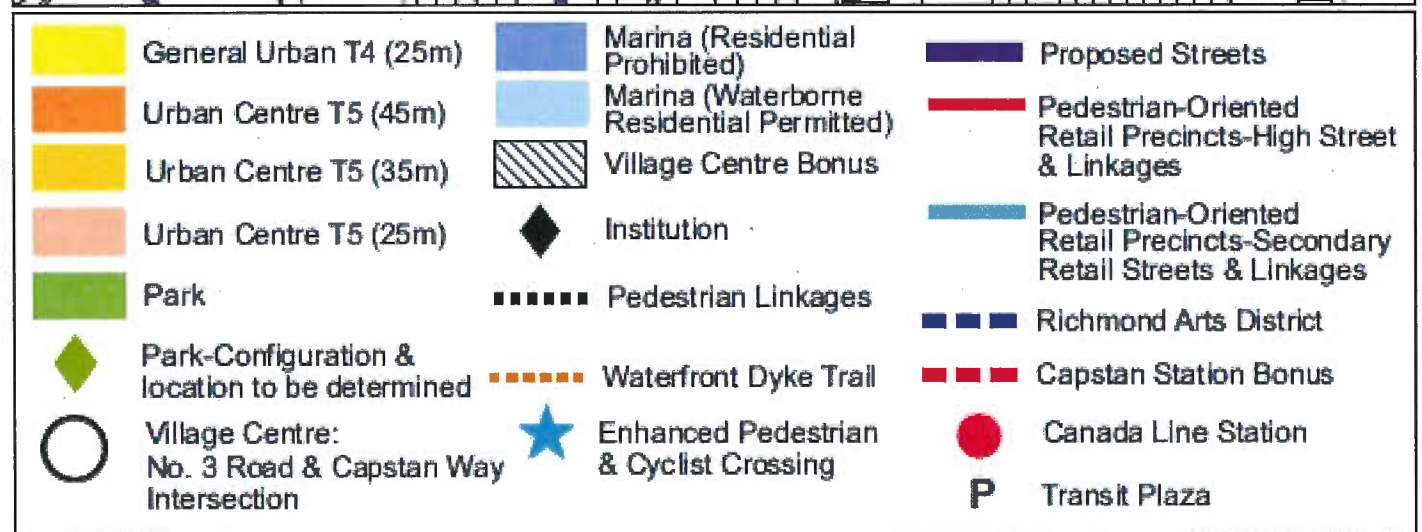 General Urban T4 (25m)
Urban Centre T5 (45m)
Urban Centre T5 (35m)
Urban Centre T5 (25m)
Park
Park-Configuration &
location to be determined
Village Centre:
No. 3 Road & Capstan Way
Intersection
Marina (Residential
Prohibited)
Marina (Waterborne
Residential Permitted)
Village Centre Bonus
Institution
Pedestrian Linkages
Waterfront Dyke Trail
Enhanced Pedestrian
& Cyclist Crossing
Proposed Streets
Pedestrian-Oriented
Retail Precincts-High Street
& Linkages
Pedestrian-Oriented
Retail Precincts-Secondary
Retail Streets & Linkages
Richmond Arts District
Capstan Station Bonus
Canada Line Station
P Transit Plaza